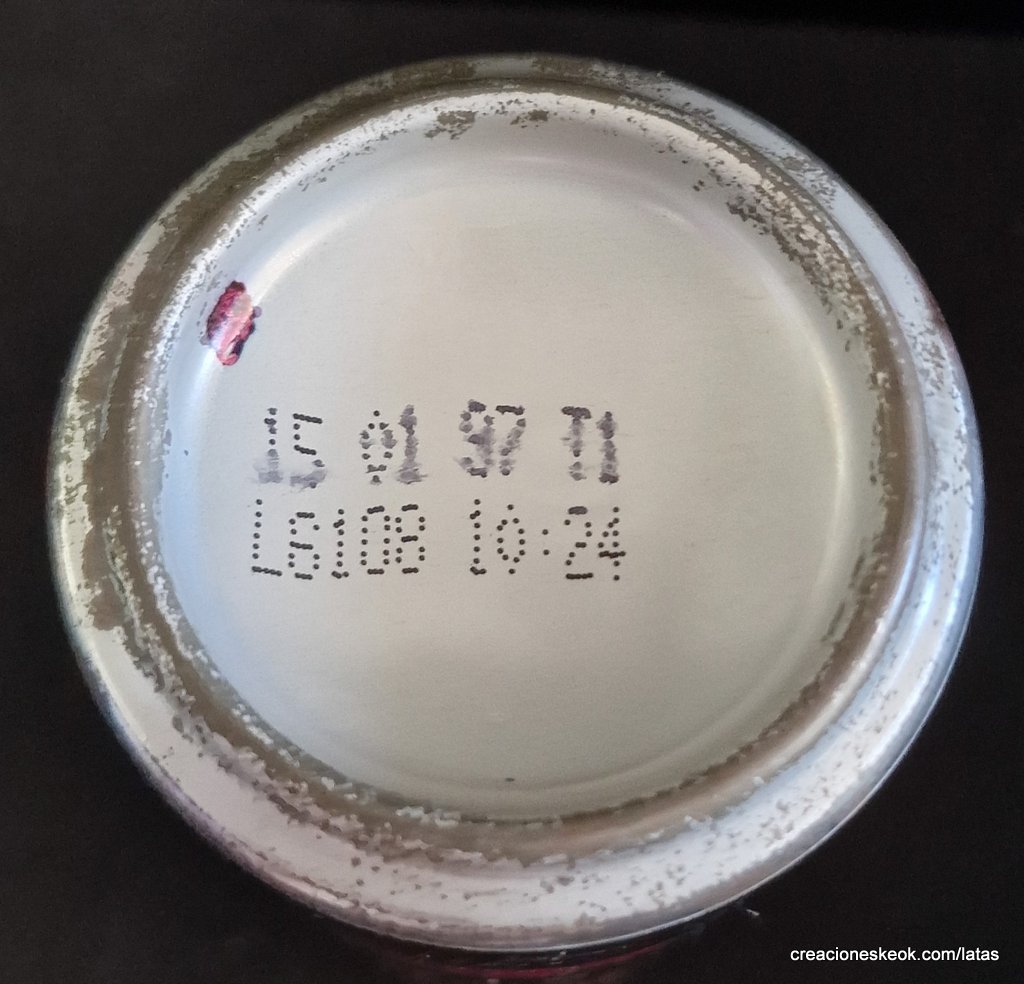 15 01 97 T1
L6108 10:24
creacioneskeok.com/latas